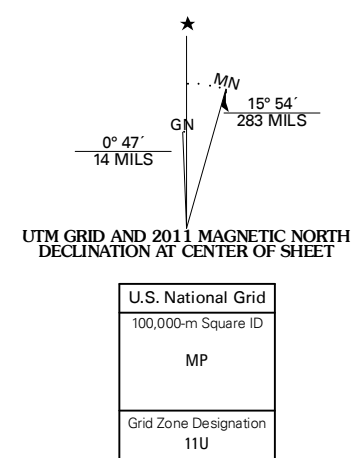 MN
15° 54´
283 MILS
GN
0° 47´
14 MILS
UTM GRID AND 2011 MAGNETIC NORTH
DECLINATION AT CENTER OF SHEET
U.S. National Grid
100,000-m Square ID
MP
Grid Zone Designation
11U